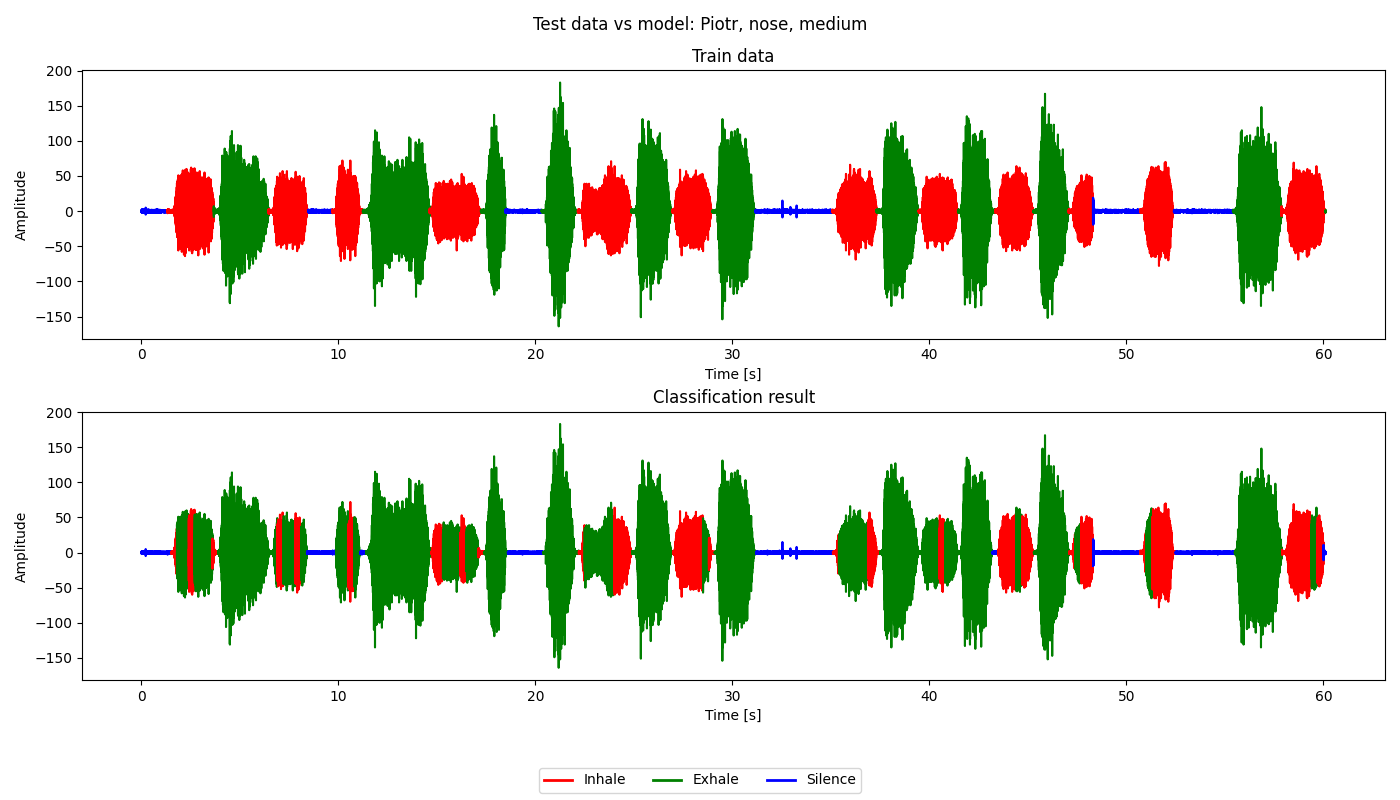 Test data vs model: Piotr, nose, medium
Train data
Amplitude
200
150
100
50
0
−50
−100
−150
0 10 20 30 40 50 60
Time [s]
Classification result
Amplitude
200
150
100
50
0
−50
−100
−150
0 10 20 30 40 50 60
Time [s]
Inhale Exhale Silence